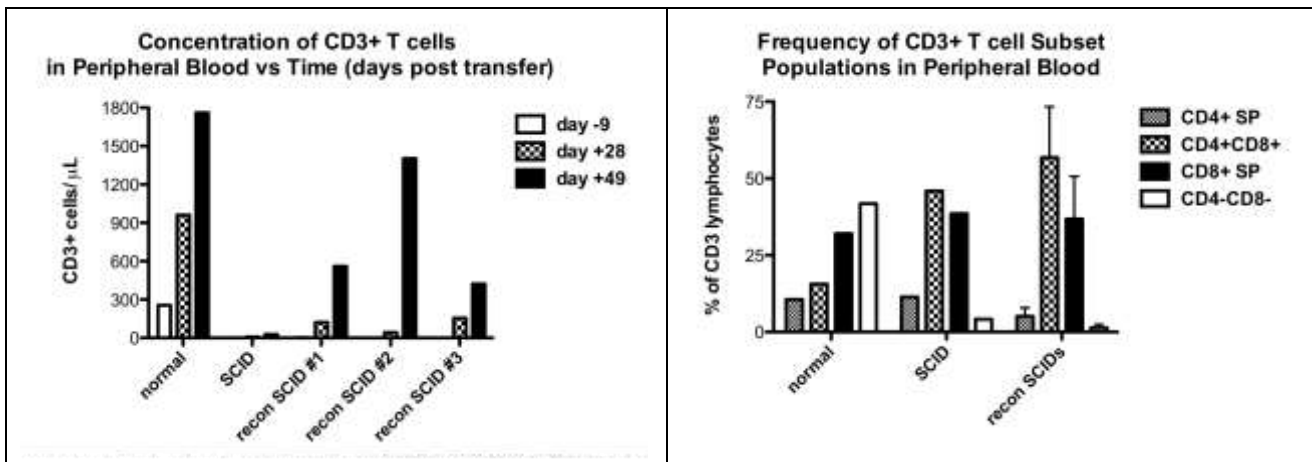 Concentration of CD3+ T cells
in Peripheral Blood vs Time (days post transfer)
CD3+ cells/μL
1800
1500
1200
900
600
300
0
day -9
day +28
day +49
normal
SCID
recon SCID #1
recon SCID #2
recon SCID #3
Frequency of CD3+ T cell Subset
Populations in Peripheral Blood
% of CD3 lymphocytes
75
50
25
0
CD4+ SP
CD4+CD8+
CD8+ SP
CD4-CD8-
normal
SCID
recon SCIDs